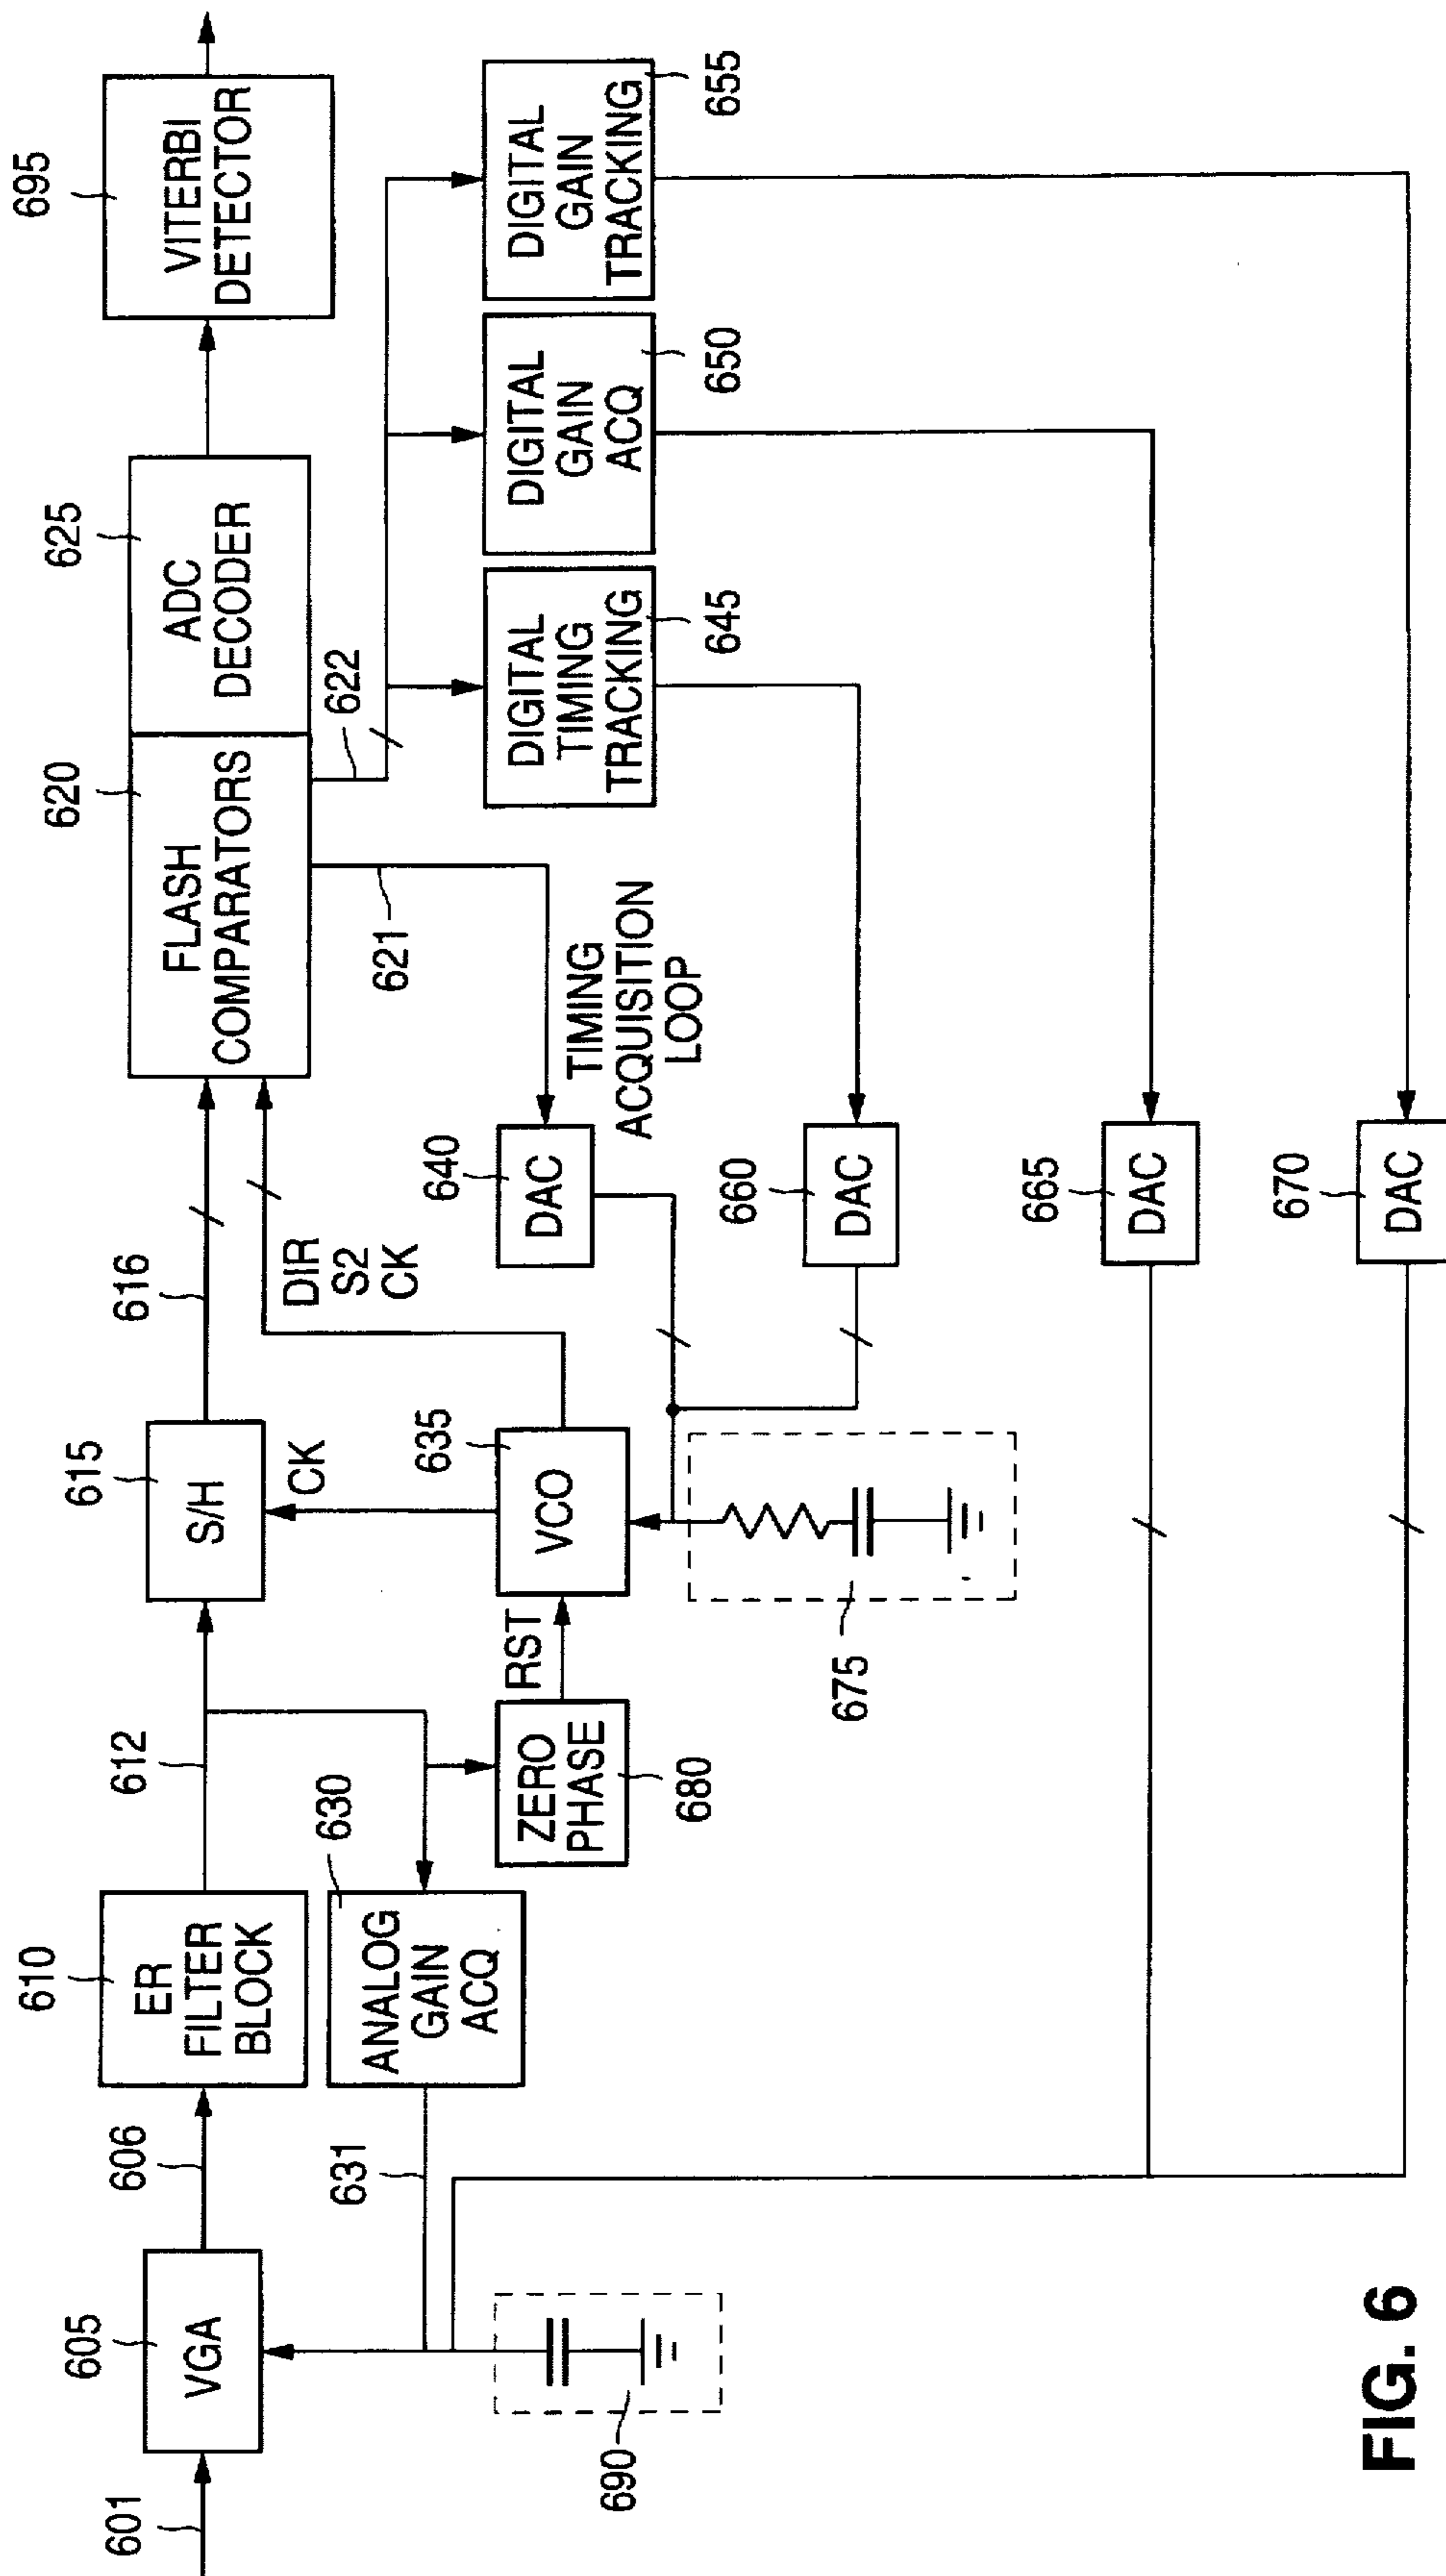 601
605
VGA
606
610
ER
FILTER
BLOCK
612
615
S/H
616
620
FLASH
COMPARATORS
625
ADC
DECODER
695
VITERBI
DETECTOR
630
ANALOG
GAIN
ACQ
631
690
ZERO
PHASE
680
RST
CK
635
VCO
675
DIR
S2
CK
621
622
640
DAC
TIMING
ACQUISITION
LOOP
DIGITAL
TIMING
TRACKING
645
DIGITAL
GAIN
ACQ
650
DIGITAL
GAIN
TRACKING
655
660
DAC
665
DAC
670
DAC
FIG. 6